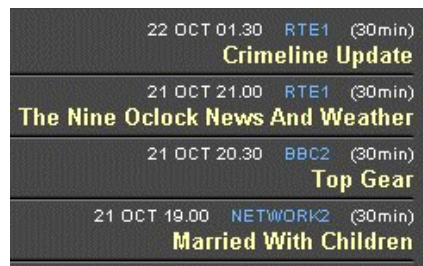 22 OCT 01.30 RTE1 (30min)
Crimeline Update
21 OCT 21.00 RTE1 (30min)
The Nine Oclock News And Weather
21 OCT 20.30 BBC2 (30min)
Top Gear
21 OCT 19.00 NETWORK2 (30min)
Married With Children